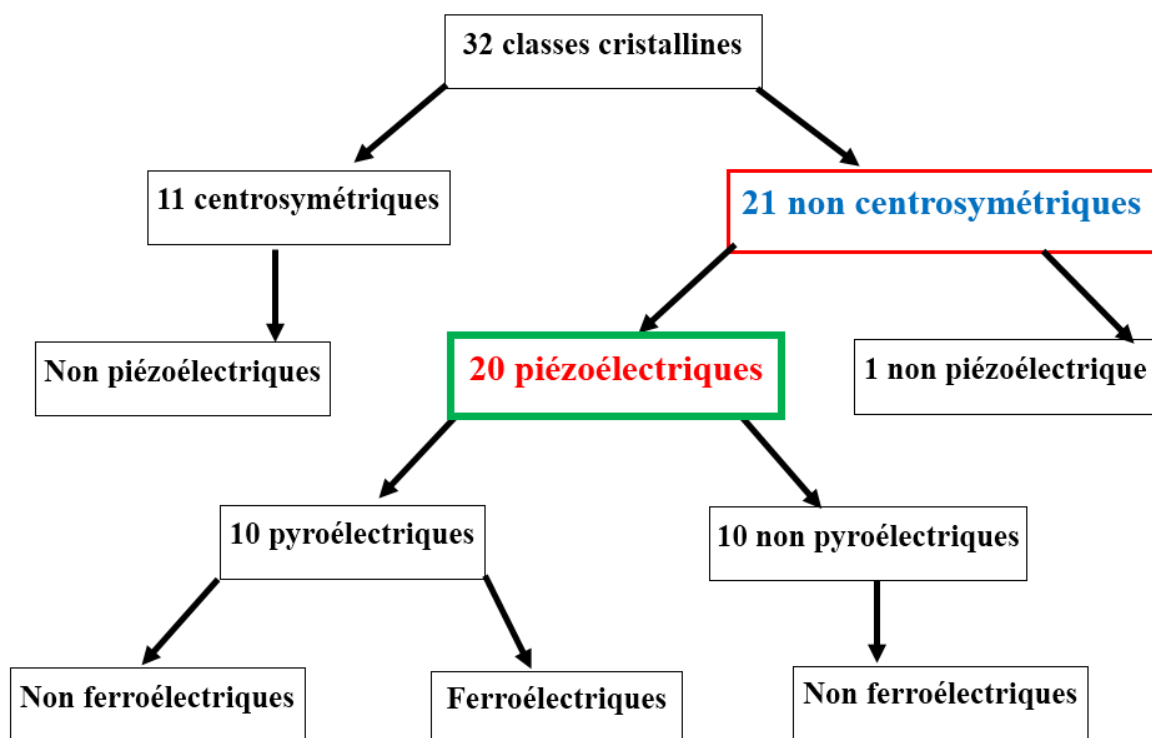 32 classes cristallines
11 centrosymétriques
21 non centrosymétriques
Non piézoélectriques
20 piézoélectriques
1 non piézoélectrique
10 pyroélectriques
10 non pyroélectriques
Non ferroélectriques
Ferroélectriques
Non ferroélectriques